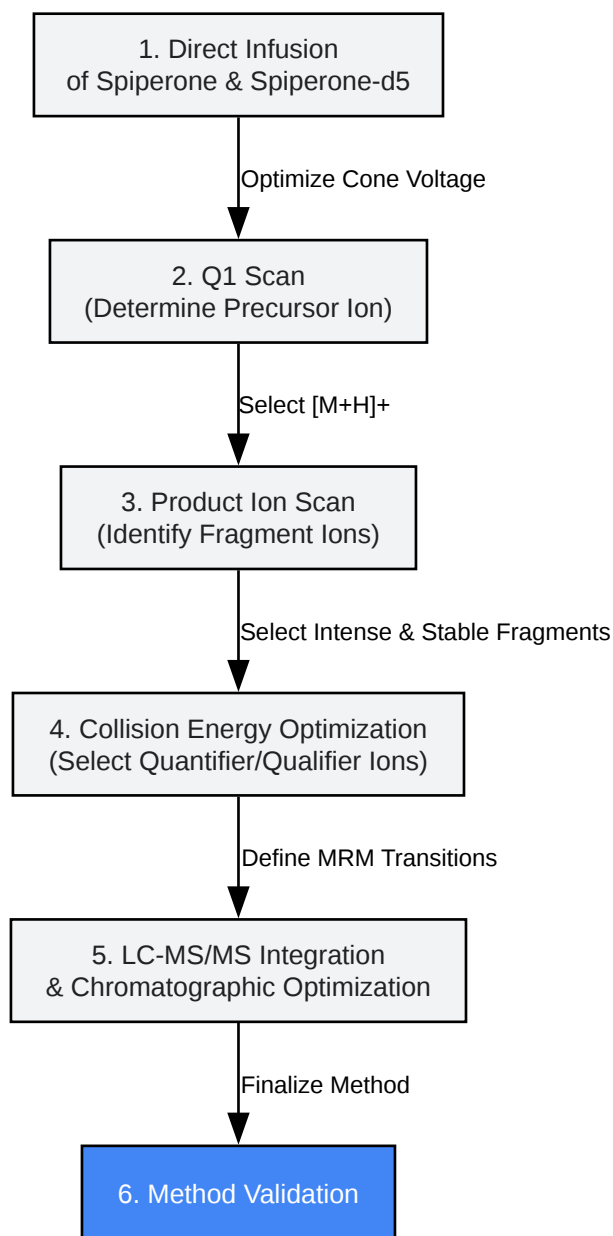 1. Direct Infusion
of Spiperone & Spiperone-d5
Optimize Cone Voltage
2. Q1 Scan
(Determine Precursor Ion)
Select [M+H]+
3. Product Ion Scan
(Identify Fragment Ions)
Select Intense & Stable Fragments
4. Collision Energy Optimization
(Select Quantifier/Qualifier Ions)
Define MRM Transitions
5. LC-MS/MS Integration
& Chromatographic Optimization
Finalize Method
6. Method Validation